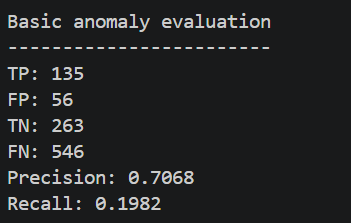 Basic anomaly evaluation
------------------------
TP: 135
FP: 56
TN: 263
FN: 546
Precision: 0.7068
Recall: 0.1982